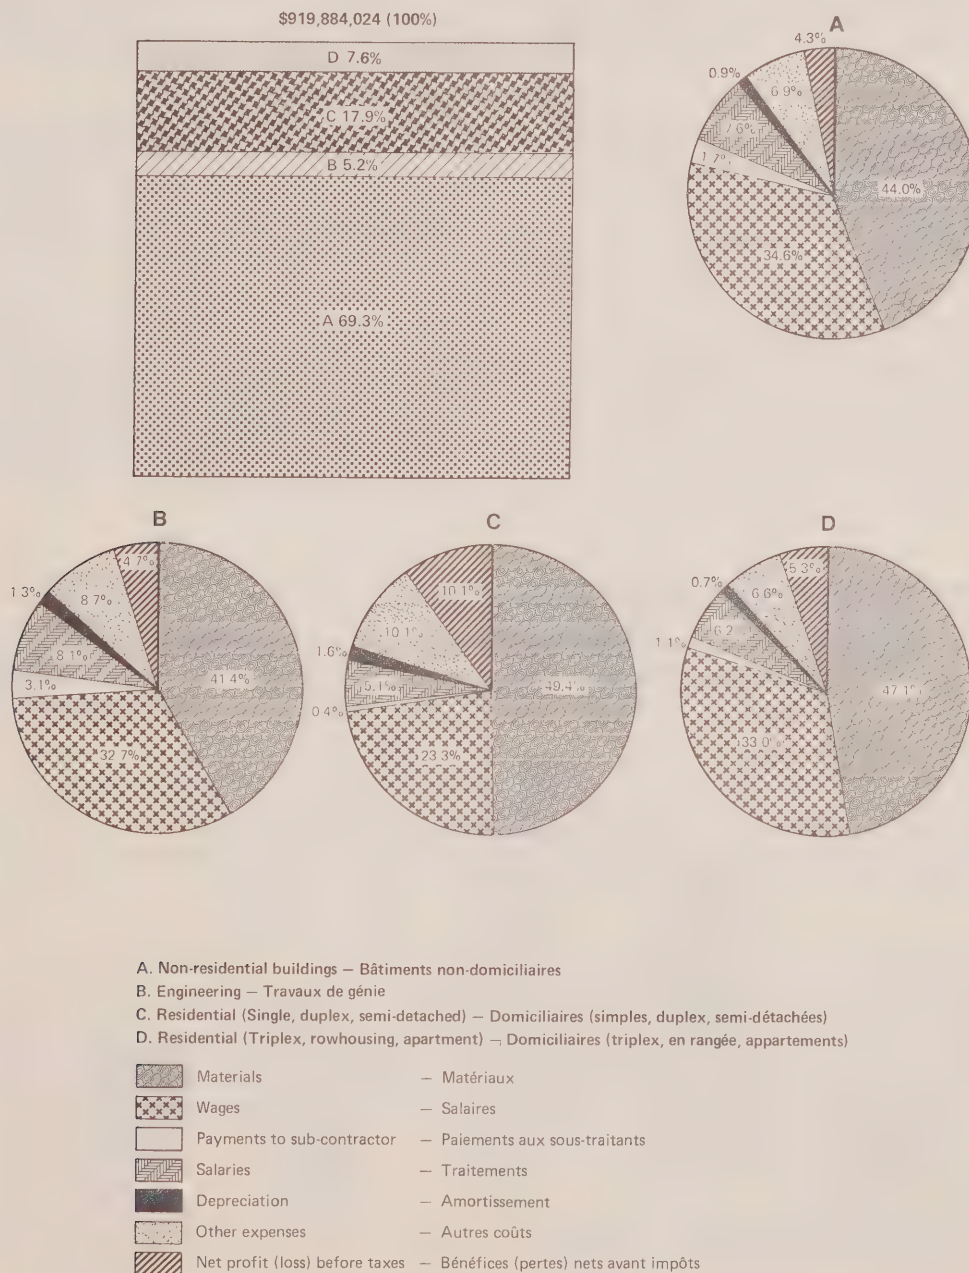 $919,884,024 (100%)
D 7.6%
C 17.9%
B 5.2%
A 69.3%
A
4.3%
0.9%
6.9%
7.6%
1.7%
44.0%
34.6%
B
4.7%
1.3%
8.7%
8.1%
3.1%
41.4%
32.7%
C
10.1%
10.1%
1.6%
5.1%
0.4%
49.4%
23.3%
D
5.3%
0.7%
6.6%
6.2
1.1%
47.1%
33.0%
A. Non-residential buildings – Bâtiments non-domiciliaires
B. Engineering – Travaux de génie
C. Residential (Single, duplex, semi-detached) – Domiciliaires (simples, duplex, semi-détachées)
D. Residential (Triplex, rowhousing, apartment) – Domiciliaires (triplex, en rangée, appartements)
Materials – Matériaux
Wages – Salaires
Payments to sub-contractor – Paiements aux sous-traitants
Salaries – Traitements
Depreciation – Amortissement
Other expenses – Autres coûts
Net profit (loss) before taxes – Bénéfices (pertes) nets avant impôts